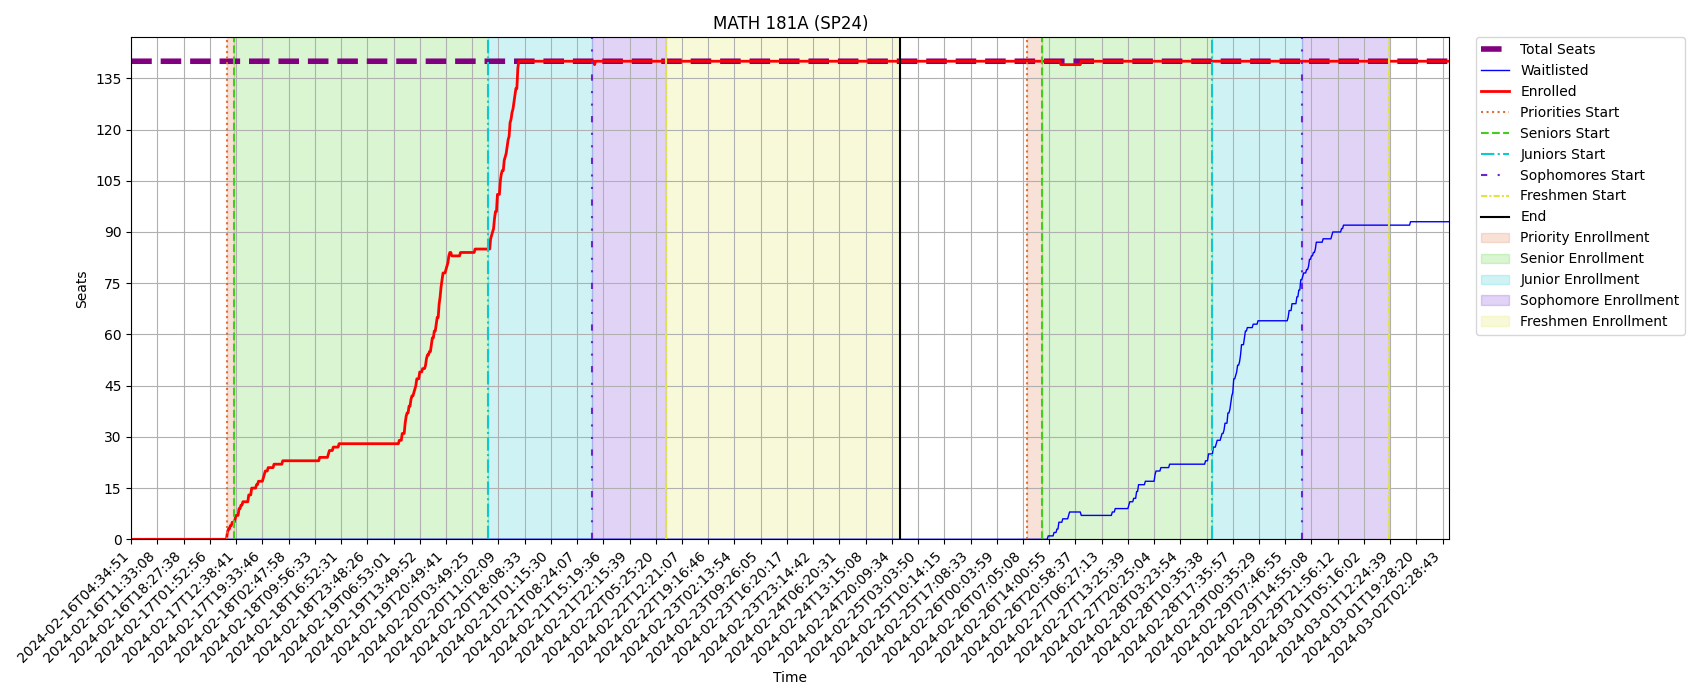 MATH 181A (SP24)
Total Seats
Waitlisted
Enrolled
Priorities Start
Seniors Start
Juniors Start
Sophomores Start
Freshmen Start
End
Priority Enrollment
Senior Enrollment
Junior Enrollment
Sophomore Enrollment
Freshmen Enrollment
Seats
135
120
105
90
75
60
45
30
15
0
2024-02-16T04:34:51
2024-02-16T11:33:08
2024-02-16T18:27:38
2024-02-17T01:52:56
2024-02-17T12:38:41
2024-02-17T19:33:46
2024-02-18T02:47:58
2024-02-18T09:56:33
2024-02-18T16:52:31
2024-02-18T23:48:26
2024-02-19T06:53:01
2024-02-19T13:49:52
2024-02-19T20:49:41
2024-02-20T03:49:25
2024-02-20T11:02:09
2024-02-20T18:08:33
2024-02-21T01:15:30
2024-02-21T08:24:07
2024-02-21T15:19:36
2024-02-21T22:15:39
2024-02-22T05:25:20
2024-02-22T12:21:07
2024-02-22T19:16:46
2024-02-23T02:13:54
2024-02-23T09:26:05
2024-02-23T16:20:17
2024-02-23T23:14:42
2024-02-24T06:20:31
2024-02-24T13:15:08
2024-02-24T20:09:34
2024-02-25T03:03:50
2024-02-25T10:14:15
2024-02-25T17:08:33
2024-02-26T00:03:59
2024-02-26T07:05:08
2024-02-26T14:00:55
2024-02-26T20:58:37
2024-02-27T06:27:13
2024-02-27T13:25:39
2024-02-27T20:25:04
2024-02-28T03:23:54
2024-02-28T10:35:38
2024-02-28T17:35:57
2024-02-29T00:35:29
2024-02-29T07:46:55
2024-02-29T14:55:08
2024-02-29T21:56:12
2024-03-01T05:16:02
2024-03-01T12:24:39
2024-03-01T19:28:20
2024-03-02T02:28:43
Time